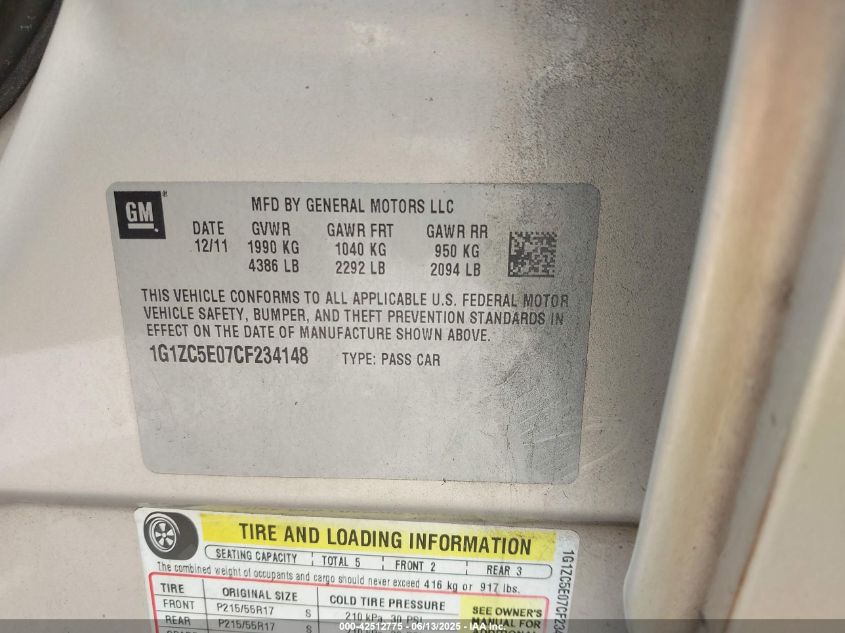 GM
MFD BY GENERAL MOTORS LLC
DATE GVWR GAWR FRT GAWR RR
12/11 1990 KG 1040 KG 950 KG
4386 LB 2292 LB 2094 LB
THIS VEHICLE CONFORMS TO ALL APPLICABLE U.S. FEDERAL MOTOR
VEHICLE SAFETY, BUMPER, AND THEFT PREVENTION STANDARDS IN
EFFECT ON THE DATE OF MANUFACTURE SHOWN ABOVE.
1G1ZC5E07CF234148 TYPE: PASS CAR
TIRE AND LOADING INFORMATION
SEATING CAPACITY TOTAL 5 FRONT 2 REAR 3
The combined weight of occupants and cargo should never exceed 416 kg or 917 lbs.
TIRE ORIGINAL SIZE COLD TIRE PRESSURE
FRONT P215/55R17 S 210 kPa, 30 PSI
REAR P215/55R17 S
SEE OWNER'S
MANUAL FOR
1G1ZC5E07CF234
000-42512775 - 06/13/2025 - IAA Inc.